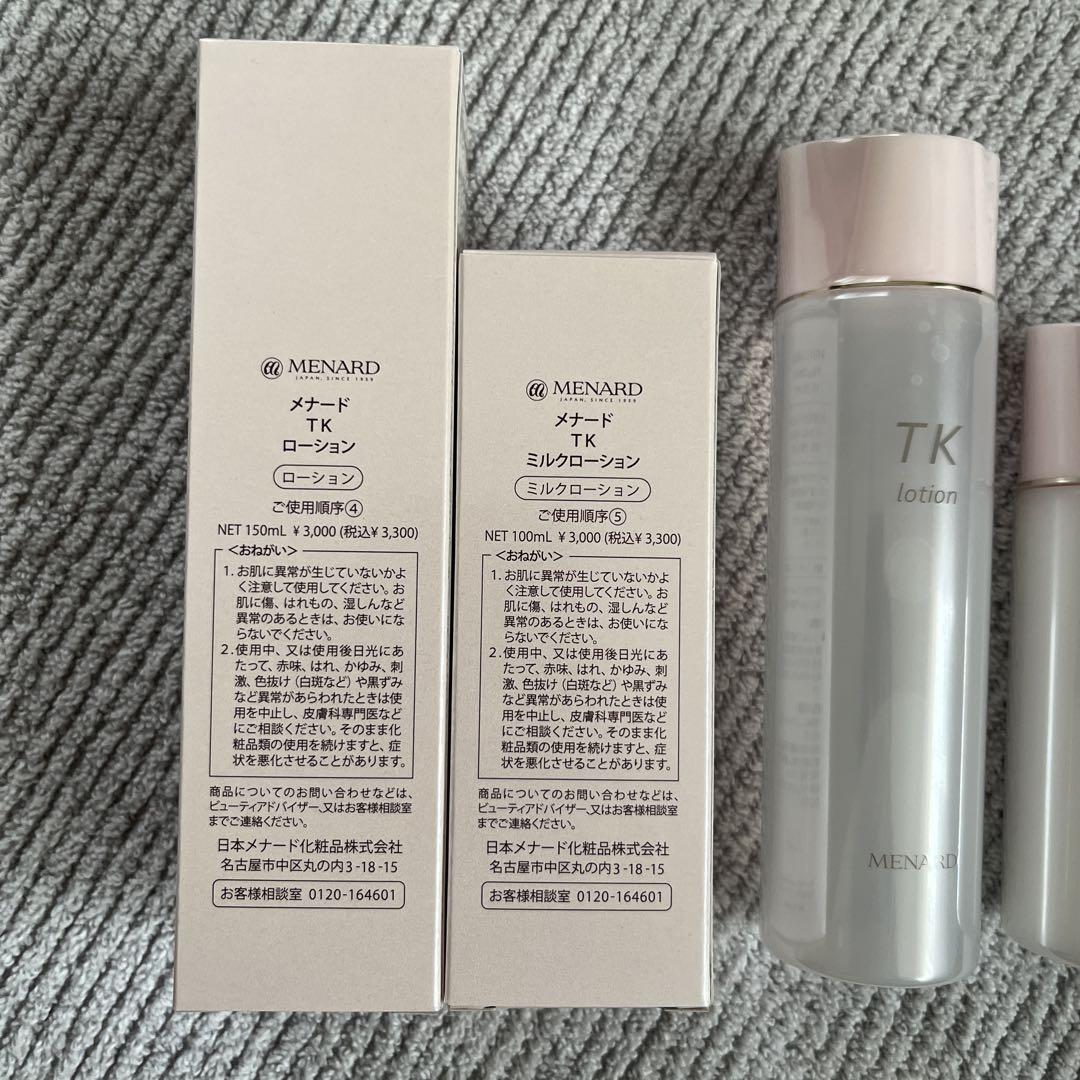 MENARD
JAPAN, SINCE 1959
メナード
TK
ローション
ローション
ご使用順序④
NET 150mL ¥3,000 (税込¥3,300)
<おねがい>
1. お肌に異常が生じていないかよ
く注意して使用してください。お
肌に傷、はれもの、湿しんなど
異常のあるときは、お使いにな
らないでください。
2. 使用中、又は使用後日光にあ
たって、赤味、はれ、かゆみ、刺
激、色抜け（白斑など）や黒ずみ
など異常があらわれたときは使
用を中止し、皮膚科専門医など
にご相談ください。そのまま化
粧品類の使用を続けますと、症
状を悪化させることがあります。
商品についてのお問い合わせなどは、
ビューティアドバイザー、又はお客様相談室
までご連絡ください。
日本メナード化粧品株式会社
名古屋市中区丸の内3-18-15
お客様相談室 0120-164601
MENARD
JAPAN, SINCE 1959
メナード
TK
ミルクローション
ミルクローション
ご使用順序⑤
NET 100mL ¥3,000 (税込¥3,300)
<おねがい>
1. お肌に異常が生じていないかよ
く注意して使用してください。お
肌に傷、はれもの、湿しんなど
異常のあるときは、お使いにな
らないでください。
2. 使用中、又は使用後日光にあ
たって、赤味、はれ、かゆみ、刺
激、色抜け（白斑など）や黒ずみ
など異常があらわれたときは使
用を中止し、皮膚科専門医など
にご相談ください。そのまま化
粧品類の使用を続けますと、症
状を悪化させることがあります。
商品についてのお問い合わせなどは、
ビューティアドバイザー、又はお客様相談室
までご連絡ください。
日本メナード化粧品株式会社
名古屋市中区丸の内3-18-15
お客様相談室 0120-164601
TK
lotion
MENARD